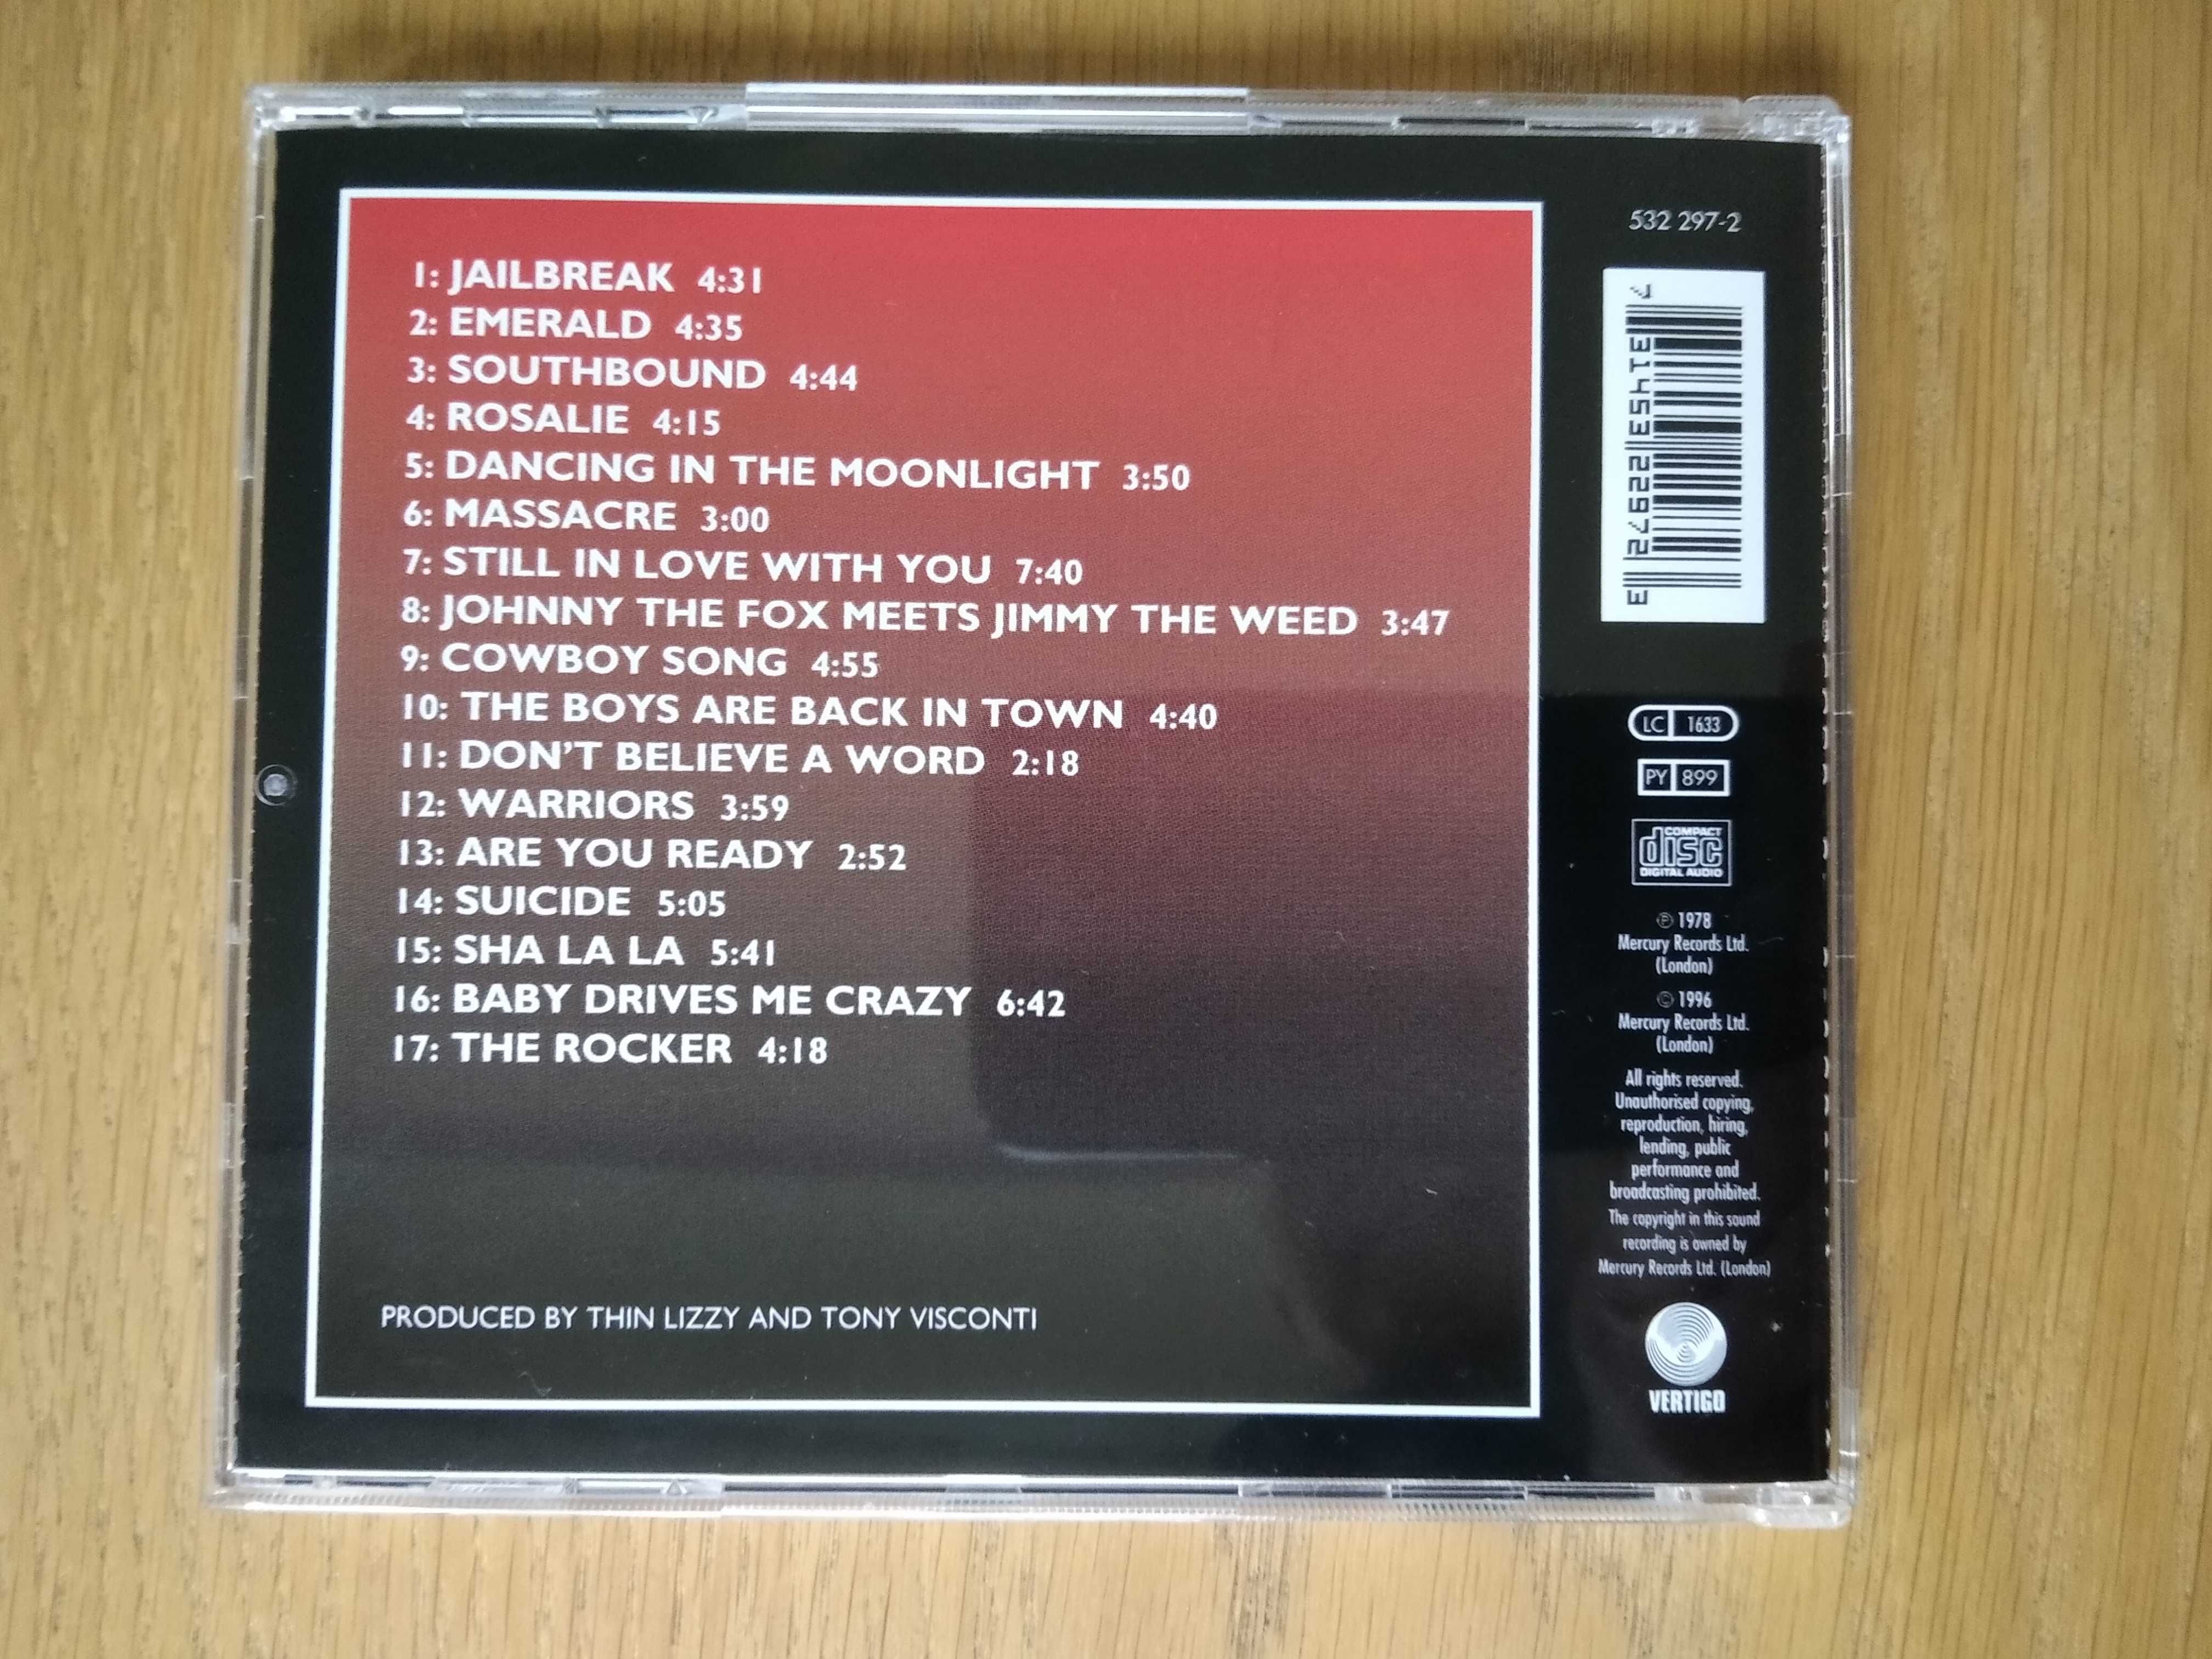 1: JAILBREAK 4:31
2: EMERALD 4:35
3: SOUTHBOUND 4:44
4: ROSALIE 4:15
5: DANCING IN THE MOONLIGHT 3:50
6: MASSACRE 3:00
7: STILL IN LOVE WITH YOU 7:40
8: JOHNNY THE FOX MEETS JIMMY THE WEED 3:47
9: COWBOY SONG 4:55
10: THE BOYS ARE BACK IN TOWN 4:40
11: DON'T BELIEVE A WORD 2:18
12: WARRIORS 3:59
13: ARE YOU READY 2:52
14: SUICIDE 5:05
15: SHA LA LA 5:41
16: BABY DRIVES ME CRAZY 6:42
17: THE ROCKER 4:18
PRODUCED BY THIN LIZZY AND TONY VISCONTI
532 297-2
7 31453 22972 3
LC 1633
PY 899
COMPACT
disc
DIGITAL AUDIO
℗ 1978
Mercury Records Ltd.
(London)
© 1996
Mercury Records Ltd.
(London)
All rights reserved.
Unauthorised copying,
reproduction, hiring,
lending, public
performance and
broadcasting prohibited.
The copyright in this sound
recording is owned by
Mercury Records Ltd. (London)
VERTIGO